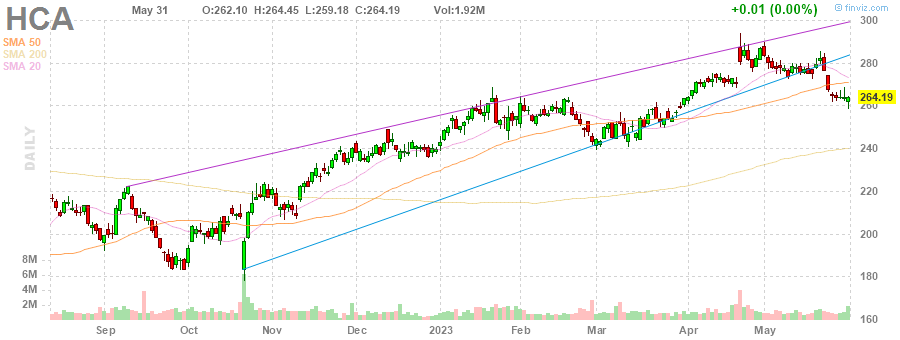 HCA
May 31 O:262.10 H:264.45 L:259.18 C:264.19 Vol:1.92M +0.01 (0.00%)
© finviz.com
SMA 50
SMA 200
SMA 20
DAILY
300
280
264.19
260
240
220
200
180
160
8M
6M
4M
2M
Sep Oct Nov Dec 2023 Feb Mar Apr May